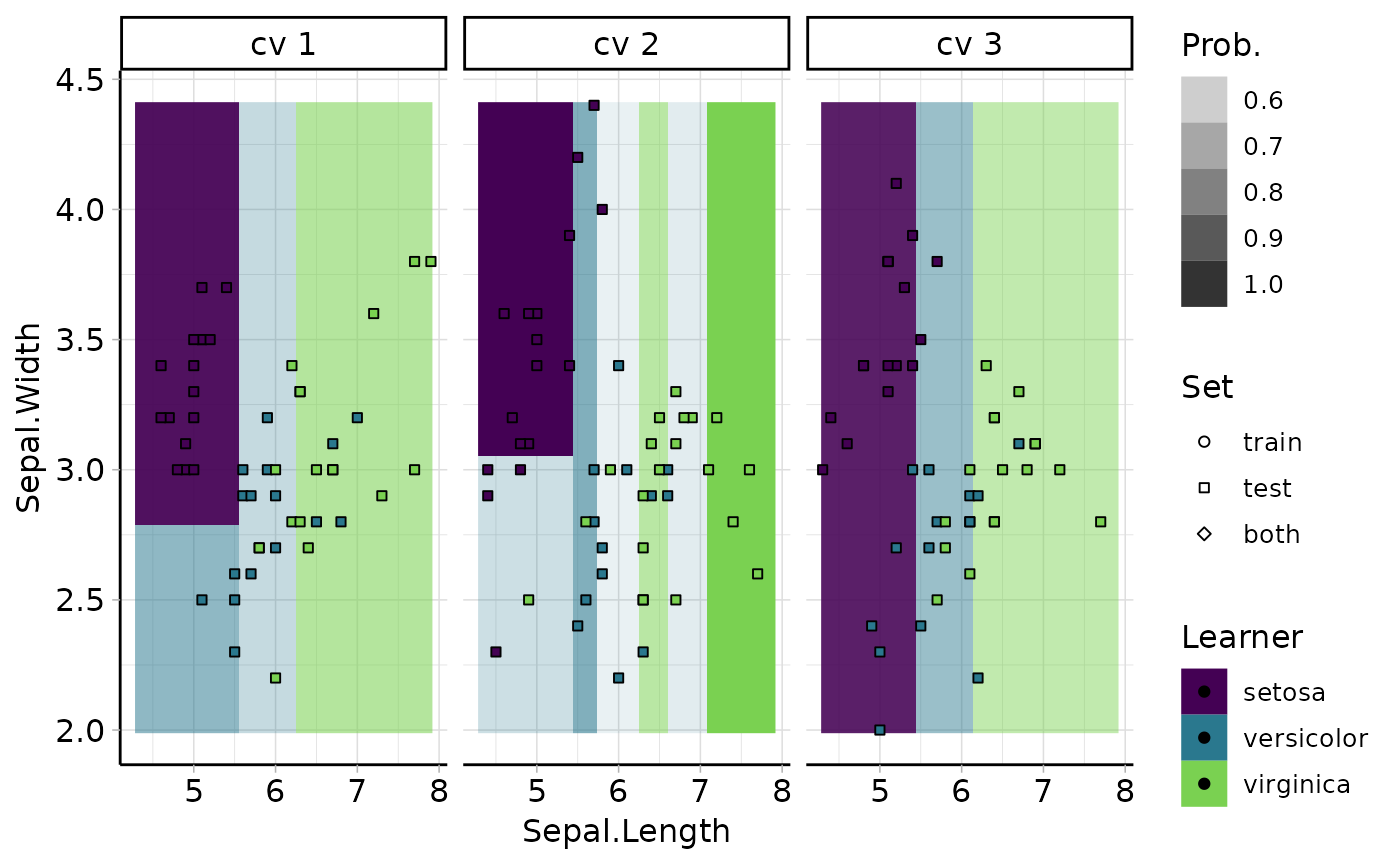 cv 1
cv 2
cv 3
4.5
4.0
3.5
3.0
2.5
2.0
Sepal.Width
5 6 7 8
5 6 7 8
5 6 7 8
Sepal.Length
Prob.
0.6
0.7
0.8
0.9
1.0
Set
train
test
both
Learner
setosa
versicolor
virginica